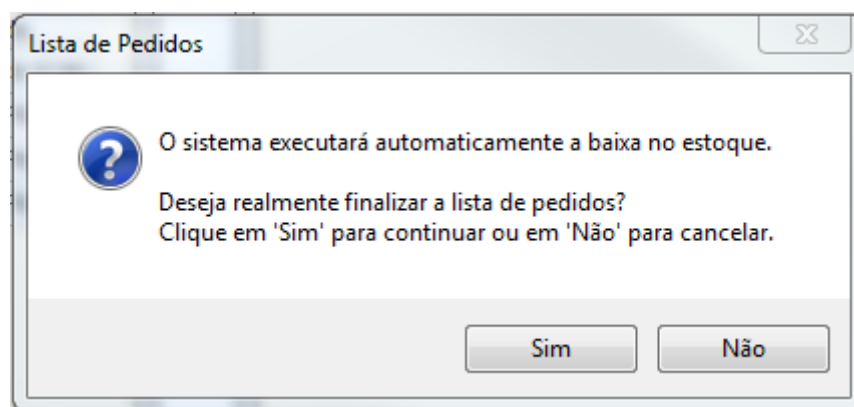 Lista de Pedidos
O sistema executará automaticamente a baixa no estoque.
Deseja realmente finalizar a lista de pedidos?
Clique em 'Sim' para continuar ou em 'Não' para cancelar.
Sim
Não